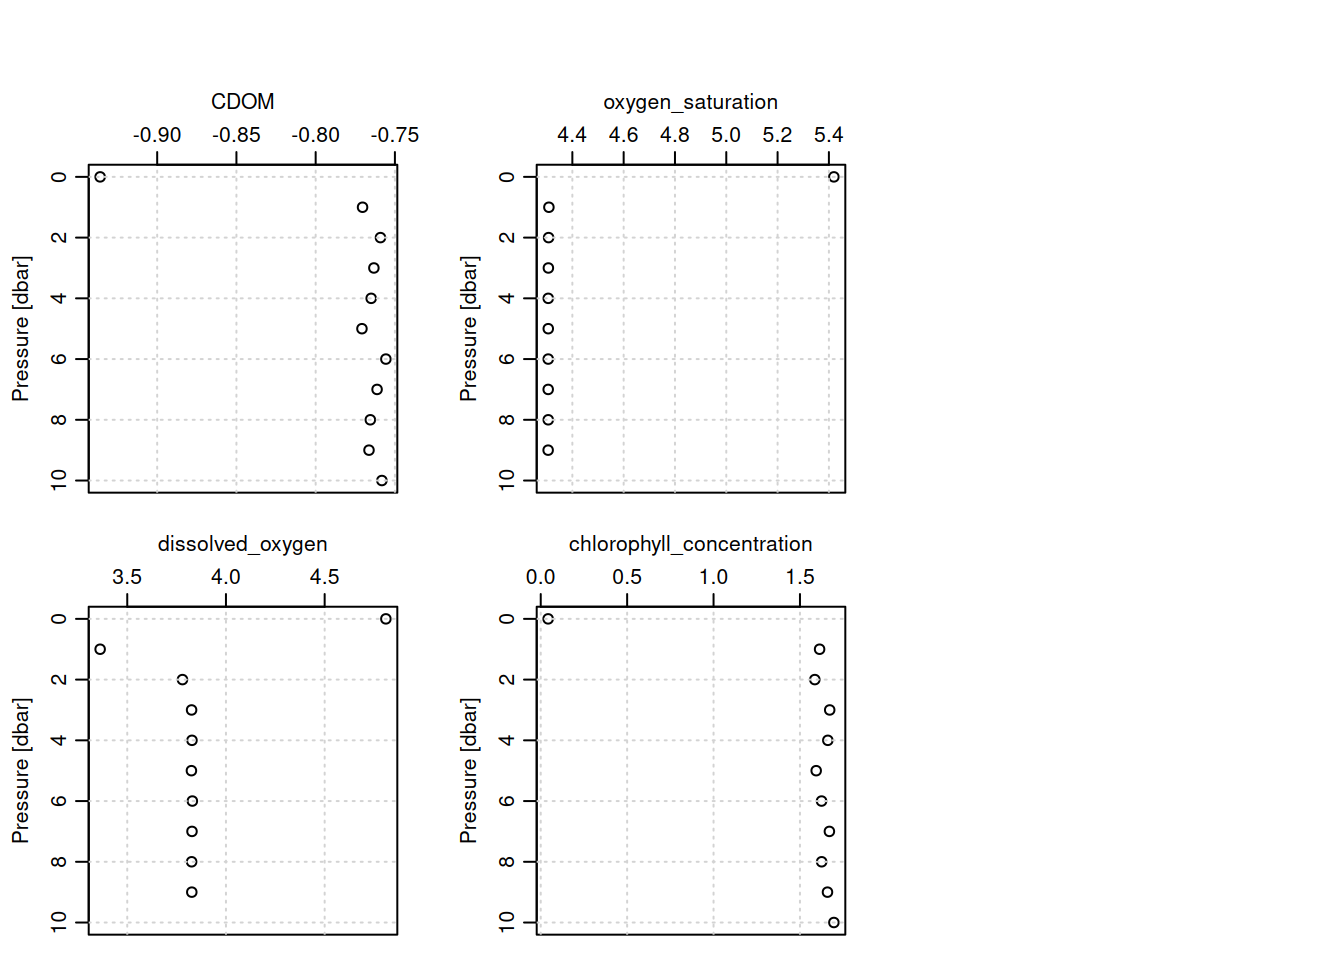 CDOM
-0.90 -0.85 -0.80 -0.75
0
2
4
6
8
10
Pressure [dbar]
oxygen_saturation
4.4 4.6 4.8 5.0 5.2 5.4
0
2
4
6
8
10
Pressure [dbar]
dissolved_oxygen
3.5 4.0 4.5
0
2
4
6
8
10
Pressure [dbar]
chlorophyll_concentration
0.0 0.5 1.0 1.5
0
2
4
6
8
10
Pressure [dbar]